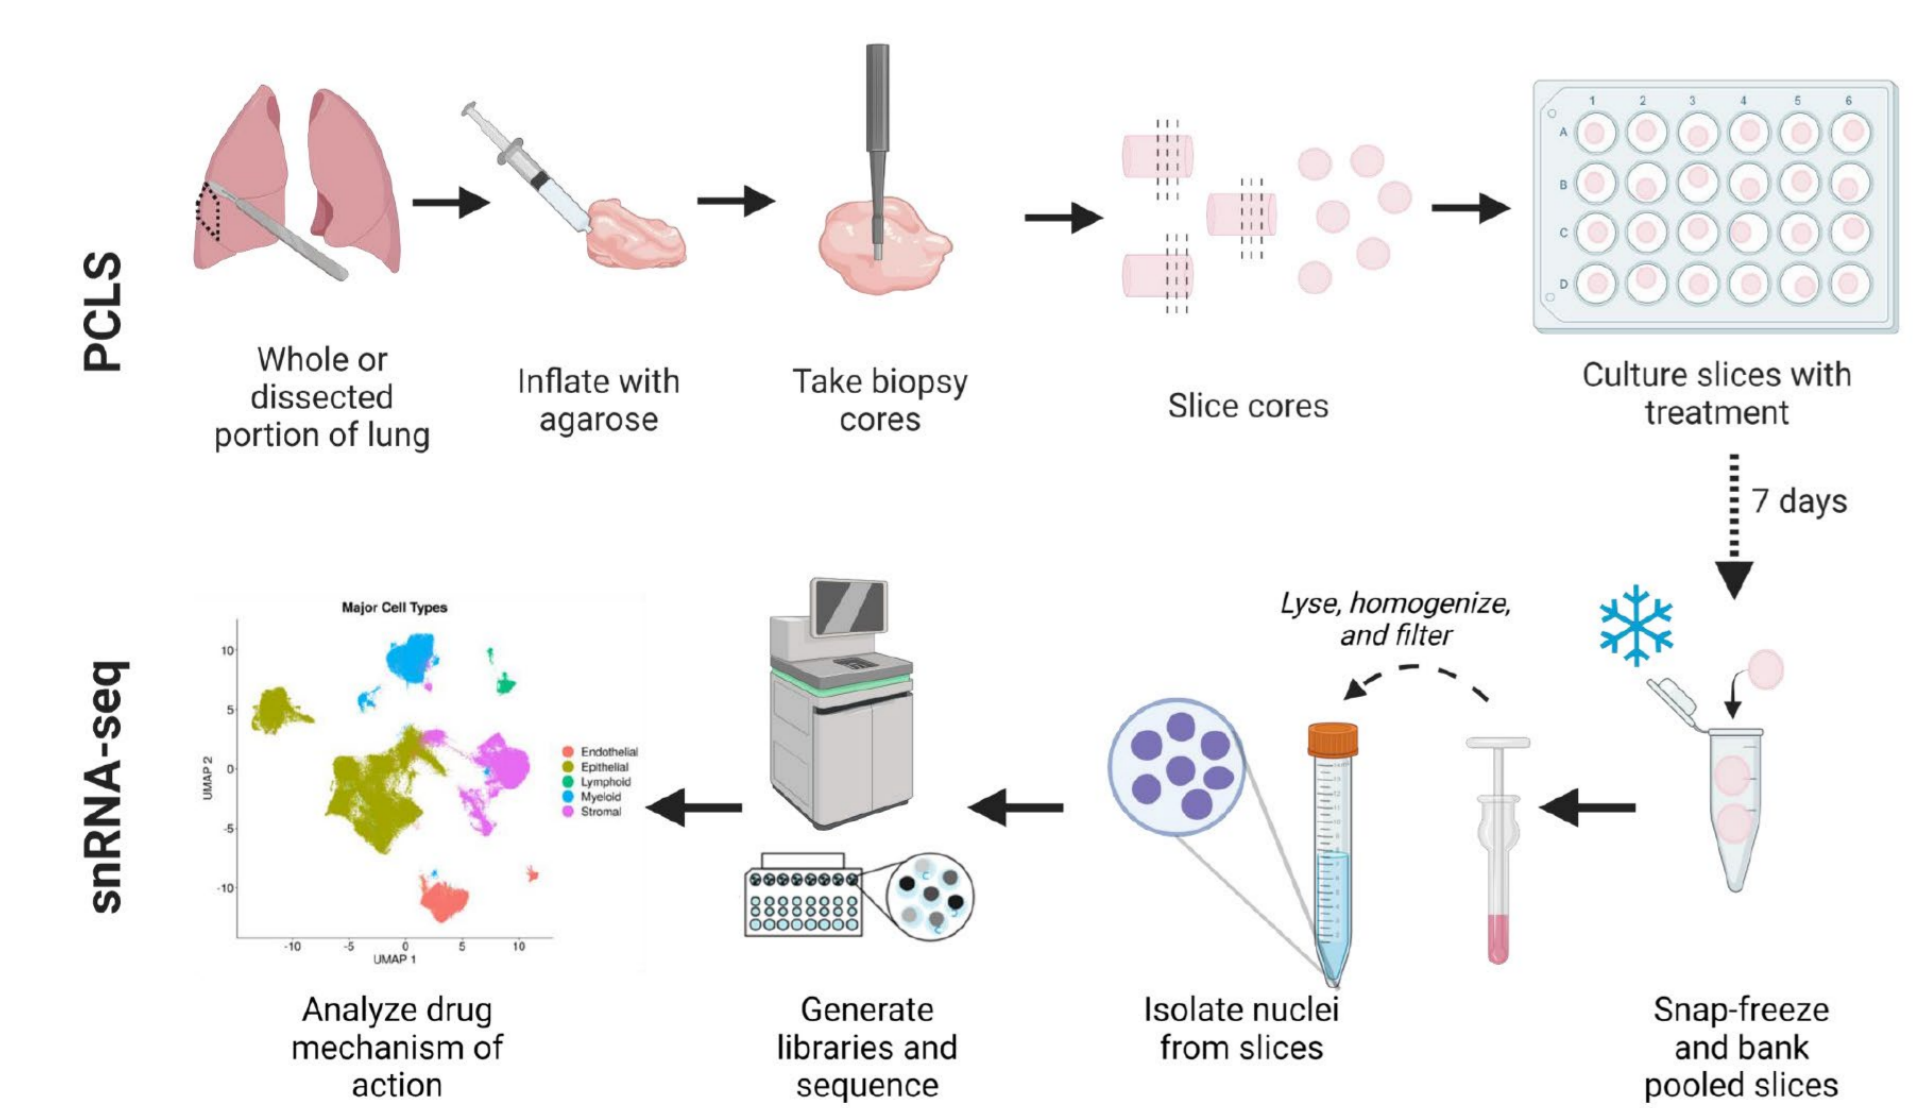 PCLS
Whole or
dissected
portion of lung
Inflate with
agarose
Take biopsy
cores
Slice cores
1 2 3 4 5 6
A
B
C
D
Culture slices with
treatment
7 days
snRNA-seq
Snap-freeze
and bank
pooled slices
Lyse, homogenize,
and filter
Isolate nuclei
from slices
Generate
libraries and
sequence
Major Cell Types
UMAP 2
10
5
0
-5
-10
-10 -5 0 5 10
UMAP 1
Endothelial
Epithelial
Lymphoid
Myeloid
Stromal
Analyze drug
mechanism of
action